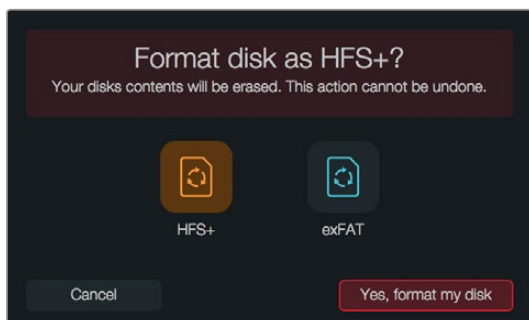 Format disk as HFS+?
Your disks contents will be erased. This action cannot be undone.
HFS+
exFAT
Cancel
Yes, format my disk